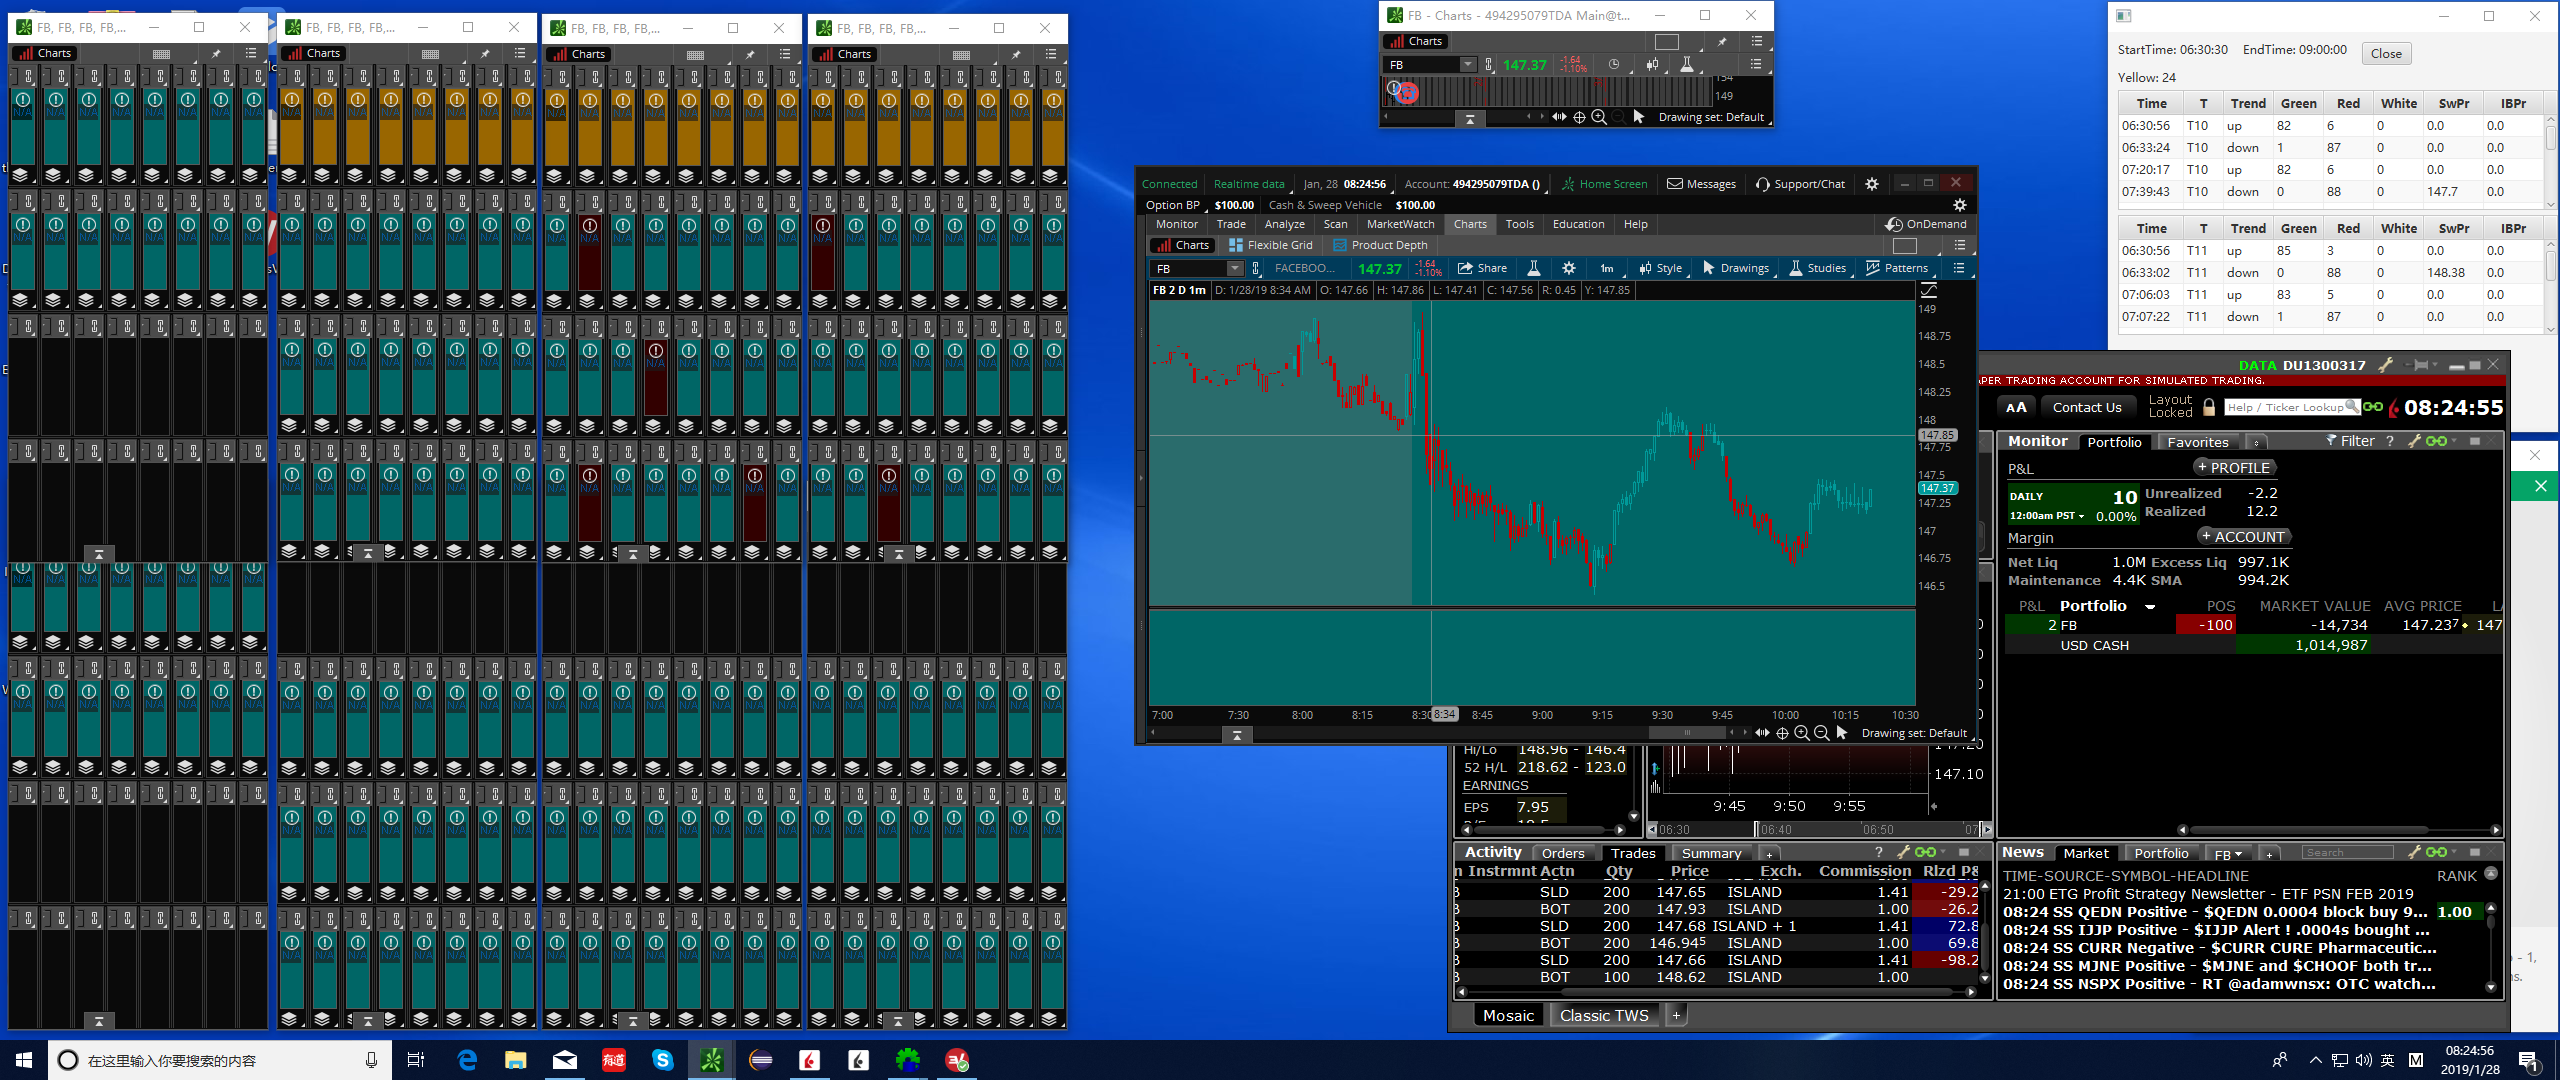 FB, FB, FB, FB,...
Charts
FB, FB, FB, FB,...
Charts
FB, FB, FB, FB,...
Charts
FB, FB, FB, FB,...
Charts
N/A
FB - Charts - 494295079TDA Main@t...
Charts
FB 147.37 -1.64 -1.10%
154
149
Drawing set: Default
StartTime: 06:30:30 EndTime: 09:00:00 Close
Yellow: 24
Time T Trend Green Red White SwPr IBPr
06:30:56 T10 up 82 6 0 0.0 0.0
06:33:24 T10 down 1 87 0 0.0 0.0
07:20:17 T10 up 82 6 0 0.0 0.0
07:39:43 T10 down 0 88 0 147.7 0.0
Time T Trend Green Red White SwPr IBPr
06:30:56 T11 up 85 3 0 0.0 0.0
06:33:02 T11 down 0 88 0 148.38 0.0
07:06:03 T11 up 83 5 0 0.0 0.0
07:07:22 T11 down 1 87 0 0.0 0.0
Connected Realtime data Jan, 28 08:24:56 Account: 494295079TDA () Home Screen Messages Support/Chat
Option BP $100.00 Cash & Sweep Vehicle $100.00
Monitor Trade Analyze Scan MarketWatch Charts Tools Education Help OnDemand
Charts Flexible Grid Product Depth
FB FACEBOO... 147.37 -1.64 -1.10% Share 1m Style Drawings Studies Patterns
FB 2 D 1m D: 1/28/19 8:34 AM O: 147.66 H: 147.86 L: 147.41 C: 147.56 R: 0.45 Y: 147.85
149
148.75
148.5
148.25
148
147.85
147.75
147.5
147.37
147.25
147
146.75
146.5
7:00 7:30 8:00 8:15 8:30 8:34 8:45 9:00 9:15 9:30 9:45 10:00 10:15 10:30
Drawing set: Default
DATA DU1300317
APER TRADING ACCOUNT FOR SIMULATED TRADING.
AA Contact Us Layout Locked Help / Ticker Lookup 08:24:55
Monitor Portfolio Favorites Filter ?
P&L + PROFILE
DAILY 10 Unrealized -2.2
12:00am PST 0.00% Realized 12.2
Margin + ACCOUNT
Net Liq 1.0M Excess Liq 997.1K
Maintenance 4.4K SMA 994.2K
P&L Portfolio POS MARKET VALUE AVG PRICE LA
2 FB -100 -14,734 147.237 147
USD CASH 1,014,987
Hi/Lo 148.96 - 146.4
52 H/L 218.62 - 123.0
EARNINGS
EPS 7.95
147.20
147.10
9:45 9:50 9:55
06:30 06:40 06:50 07
Activity Orders Trades Summary + ?
n Instrmnt Actn Qty Price Exch. Commission Rlzd P&
SLD 200 147.65 ISLAND 1.41 -29.2
BOT 200 147.93 ISLAND 1.00 -26.2
SLD 200 147.68 ISLAND + 1 1.41 72.8
BOT 200 146.945 ISLAND 1.00 69.8
SLD 200 147.66 ISLAND 1.41 -98.2
BOT 100 148.62 ISLAND 1.00
Mosaic Classic TWS +
News Market Portfolio FB + Search
TIME-SOURCE-SYMBOL-HEADLINE RANK
21:00 ETG Profit Strategy Newsletter - ETF PSN FEB 2019
08:24 SS QEDN Positive - $QEDN 0.0004 block buy 9... 1.00
08:24 SS IJJP Positive - $IJJP Alert ! .0004s bought ...
08:24 SS CURR Negative - $CURR CURE Pharmaceutic...
08:24 SS MJNE Positive - $MJNE and $CHOOF both tr...
08:24 SS NSPX Positive - RT @adamwnsx: OTC watch...
在这里输入你要搜索的内容
有道
英 M
08:24:56
2019/1/28
1